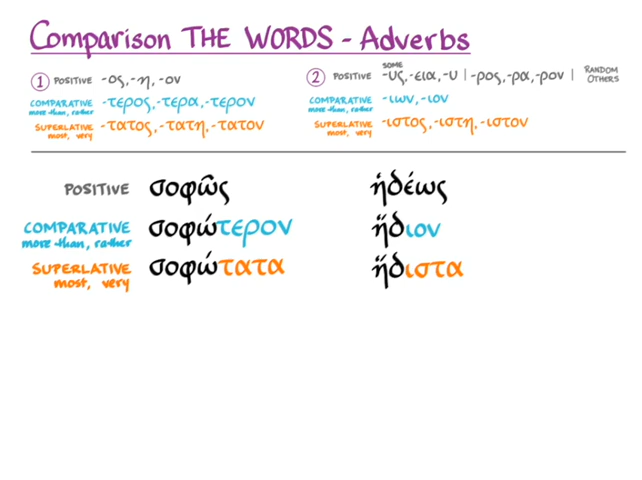 Comparison THE WORDS - Adverbs
① POSITIVE -ος,-η,-ον
COMPARATIVE -τερος,-τερα,-τερον
more than, rather
SUPERLATIVE -τατος,-τατη,-τατον
most, very
② POSITIVE SOME -υς,-εια,-υ | -ρος,-ρα,-ρον | RANDOM OTHERS
COMPARATIVE -ιων,-ιον
more than, rather
SUPERLATIVE -ιστος,-ιστη,-ιστον
most, very
POSITIVE σοφῶς ἡδέως
COMPARATIVE σοφώτερον ἥδιον
more than, rather
SUPERLATIVE σοφώτατα ἥδιστα
most, very